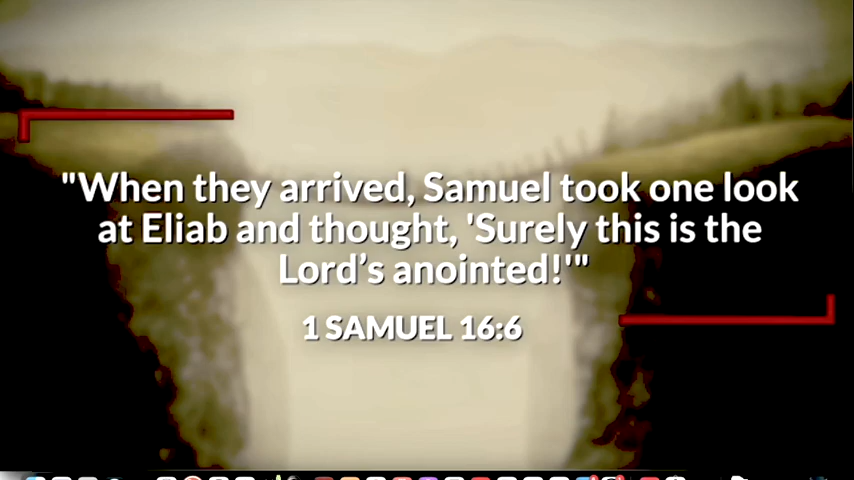 "When they arrived, Samuel took one look
at Eliab and thought, 'Surely this is the
Lord’s anointed!'"
1 SAMUEL 16:6